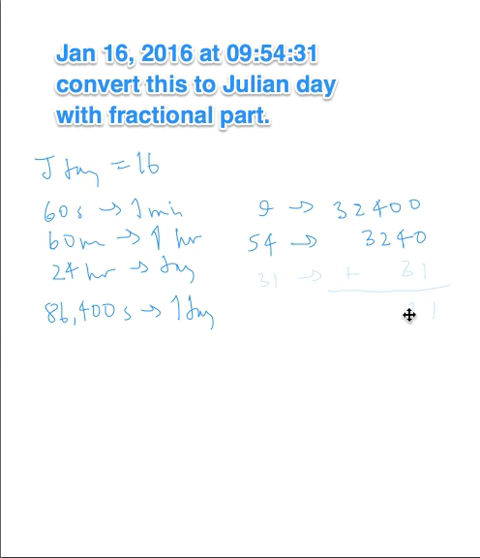 Jan 16, 2016 at 09:54:31
convert this to Julian day
with fractional part.
J day = 16
60 s → 1 min
60 m → 1 hr
24 hr → day
86,400 s → 1 day
9 → 32400
54 → 3240
31 → + 31
1